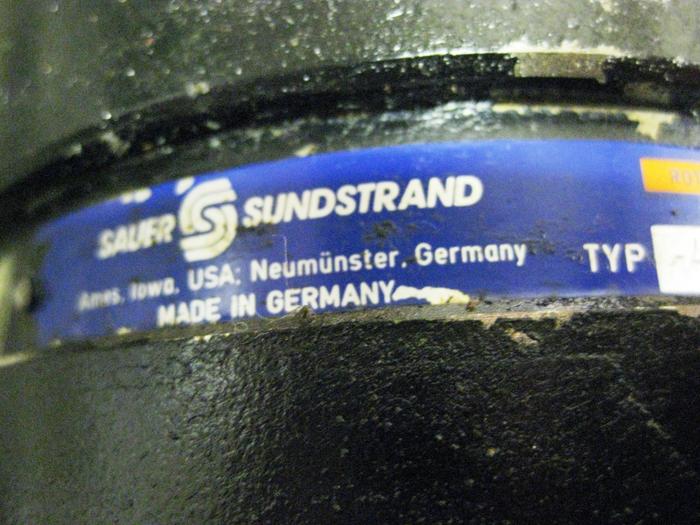 SAUER SUNDSTRAND
Ames, Iowa, USA; Neumünster, Germany
MADE IN GERMANY
TYP